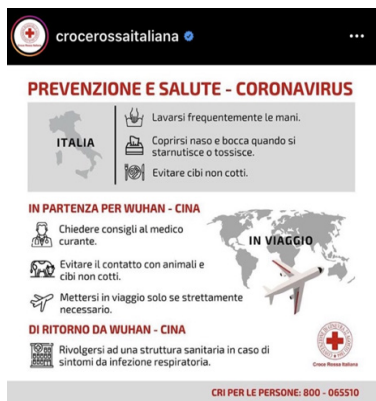 crocerossaitaliana
PREVENZIONE E SALUTE - CORONAVIRUS
ITALIA
Lavarsi frequentemente le mani.
Coprirsi naso e bocca quando si
starnutisce o tossisce.
Evitare cibi non cotti.
IN PARTENZA PER WUHAN - CINA
Chiedere consigli al medico
curante.
Evitare il contatto con animali e
cibi non cotti.
Mettersi in viaggio solo se strettamente
necessario.
IN VIAGGIO
DI RITORNO DA WUHAN - CINA
Rivolgersi ad una struttura sanitaria in caso di
sintomi da infezione respiratoria.
Croce Rossa Italiana
CRI PER LE PERSONE: 800 - 065510